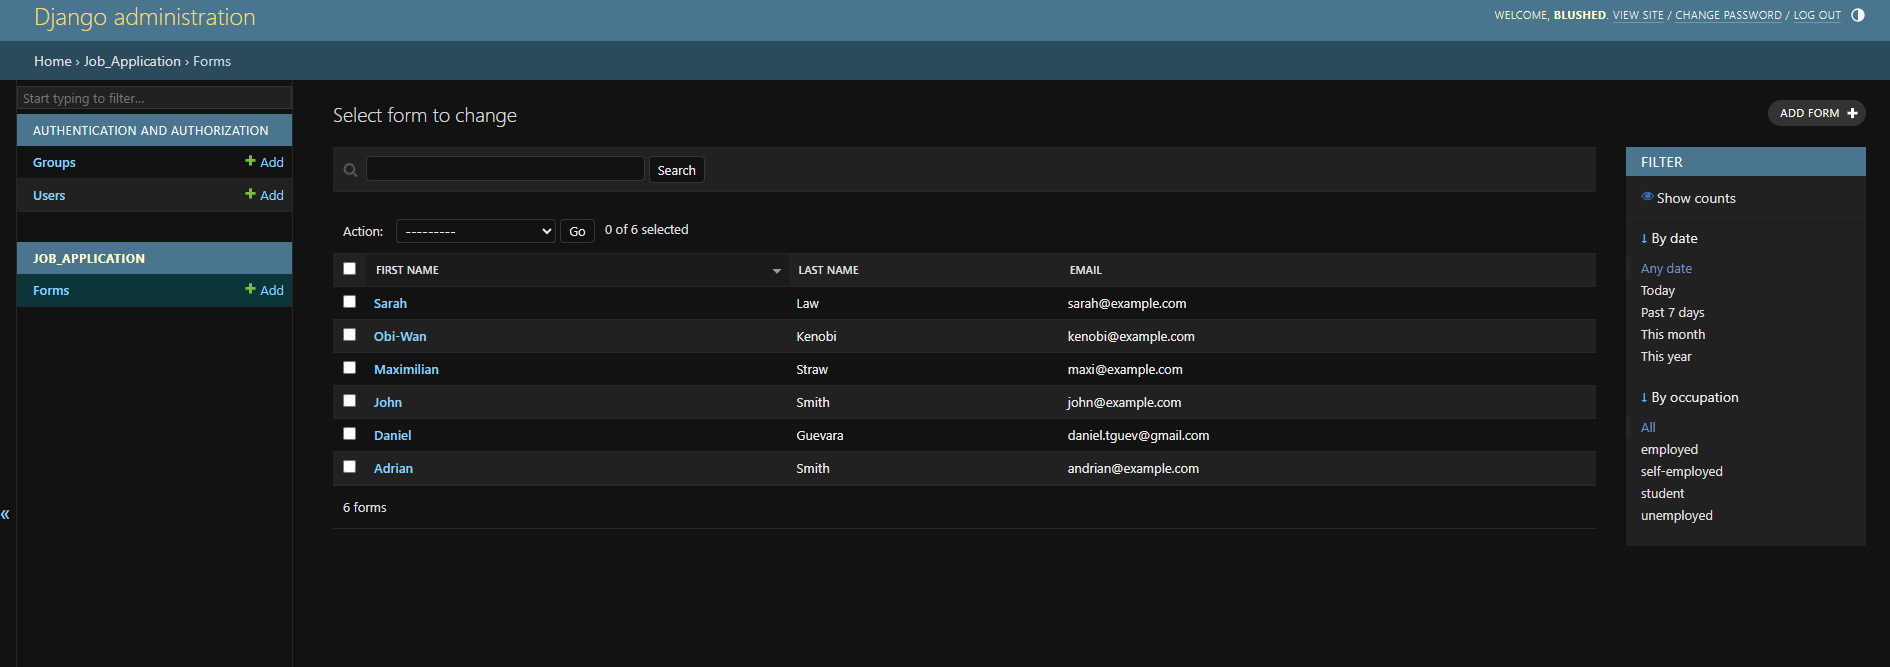 Django administration
WELCOME, BLUSHED. VIEW SITE / CHANGE PASSWORD / LOG OUT
Home › Job_Application › Forms
Start typing to filter...
AUTHENTICATION AND AUTHORIZATION
Groups + Add
Users + Add
JOB_APPLICATION
Forms + Add
«
Select form to change
ADD FORM +
Search
Action: --------- Go 0 of 6 selected
FIRST NAME LAST NAME EMAIL
Sarah Law sarah@example.com
Obi-Wan Kenobi kenobi@example.com
Maximilian Straw maxi@example.com
John Smith john@example.com
Daniel Guevara daniel.tguev@gmail.com
Adrian Smith andrian@example.com
6 forms
FILTER
Show counts
↓ By date
Any date
Today
Past 7 days
This month
This year
↓ By occupation
All
employed
self-employed
student
unemployed